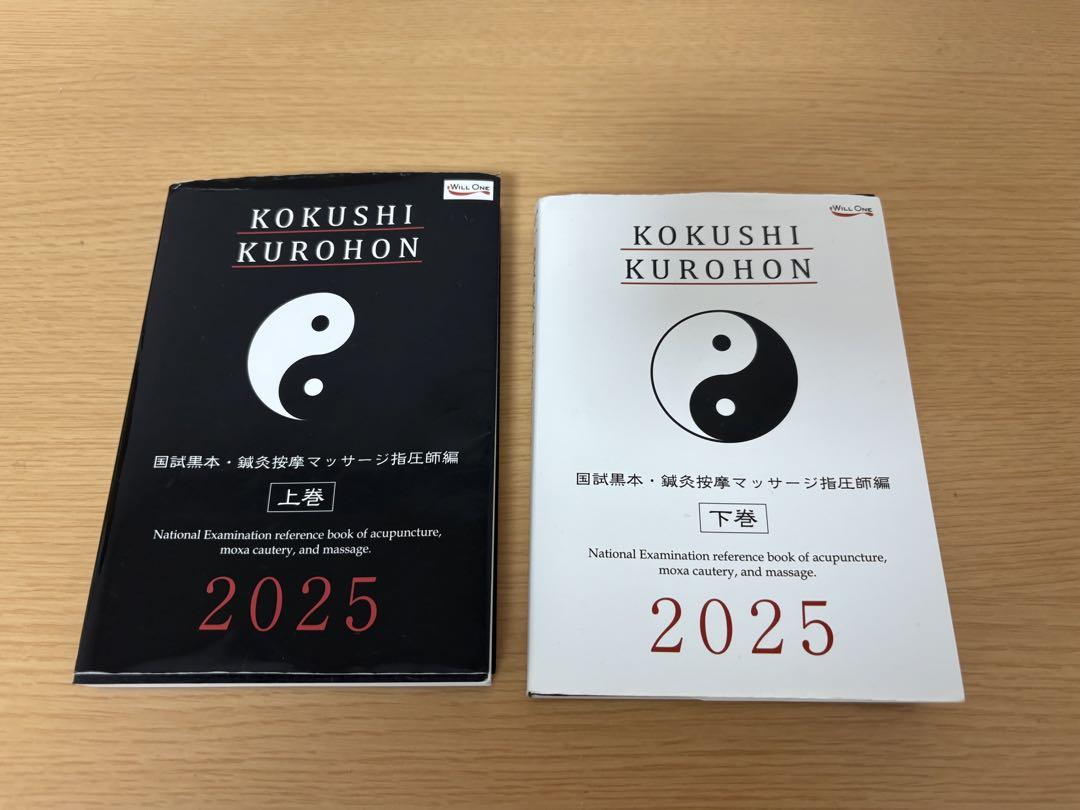 WILL ONE
KOKUSHI
KUROHON
国試黒本・鍼灸按摩マッサージ指圧師編
上巻
National Examination reference book of acupuncture,
moxa cautery, and massage.
2025
WILL ONE
KOKUSHI
KUROHON
国試黒本・鍼灸按摩マッサージ指圧師編
下巻
National Examination reference book of acupuncture,
moxa cautery, and massage.
2025